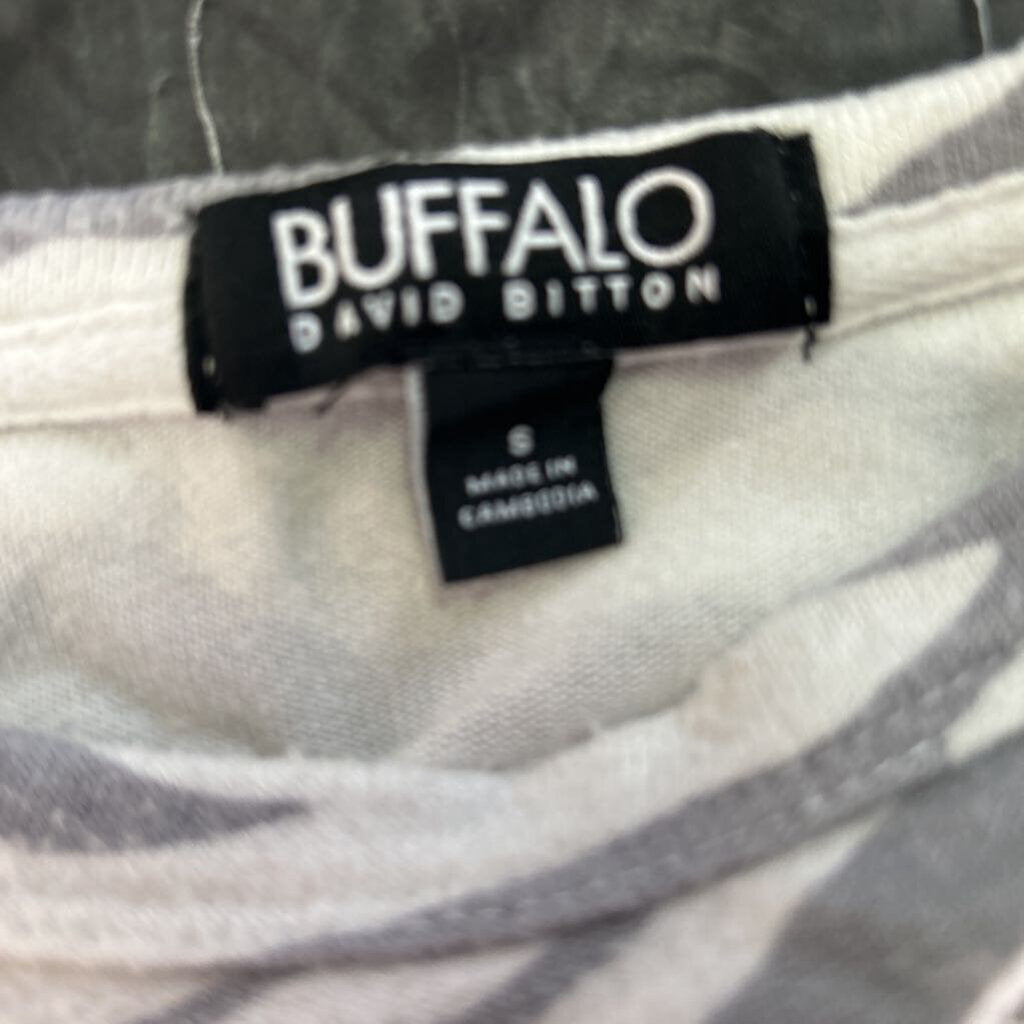 BUFFALO
DAVID BITTON
S
MADE IN
CAMBODIA